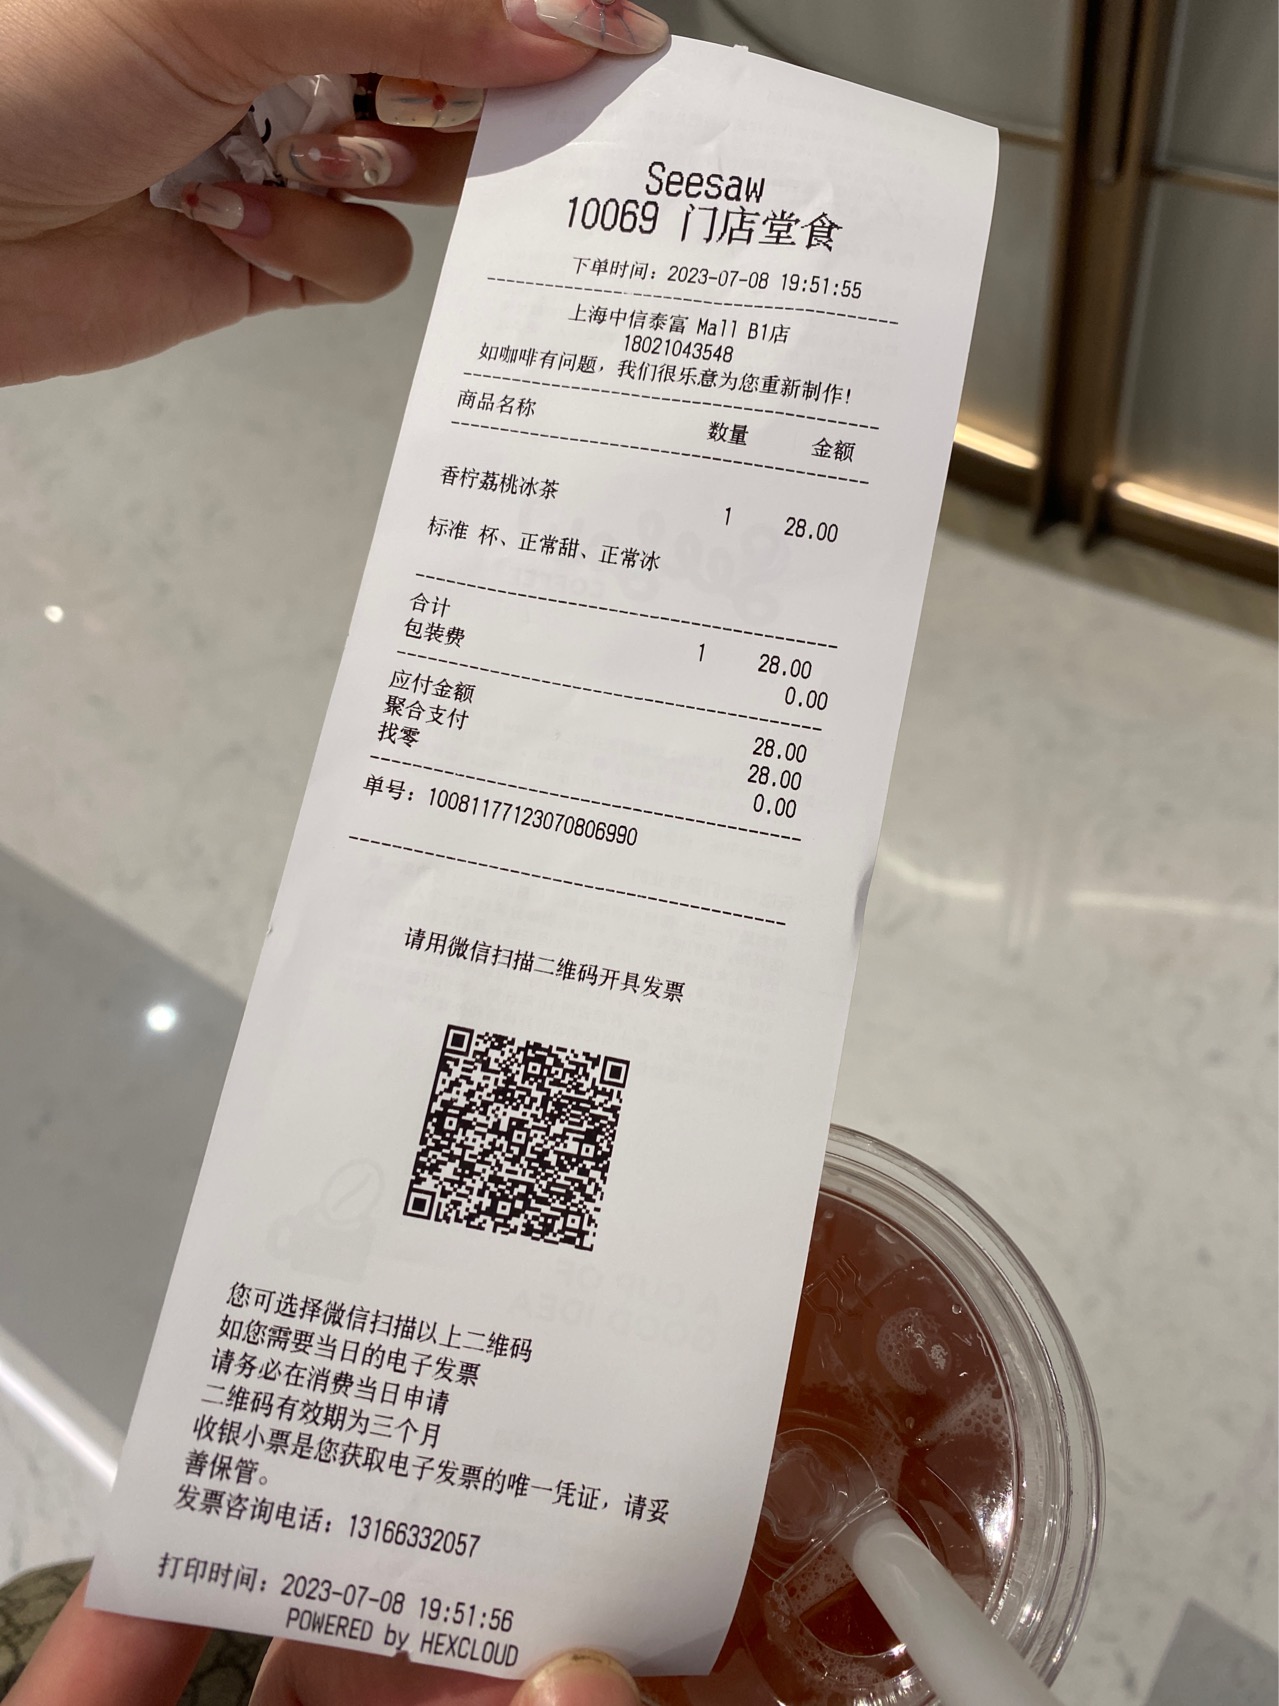 Seesaw
10069 门店堂食
下单时间：2023-07-08 19:51:55
上海中信泰富 Mall B1店
18021043548
如咖啡有问题，我们很乐意为您重新制作！
商品名称 数量 金额
香柠荔桃冰茶 1 28.00
标准 杯、正常甜、正常冰
合计 1 28.00
包装费 0.00
应付金额 28.00
聚合支付 28.00
找零 0.00
单号：10081177123070806990
请用微信扫描二维码开具发票
您可选择微信扫描以上二维码
如您需要当日的电子发票
请务必在消费当日申请
二维码有效期为三个月
收银小票是您获取电子发票的唯一凭证，请妥
善保管。
发票咨询电话：13166332057
打印时间：2023-07-08 19:51:56
POWERED by HEXCLOUD